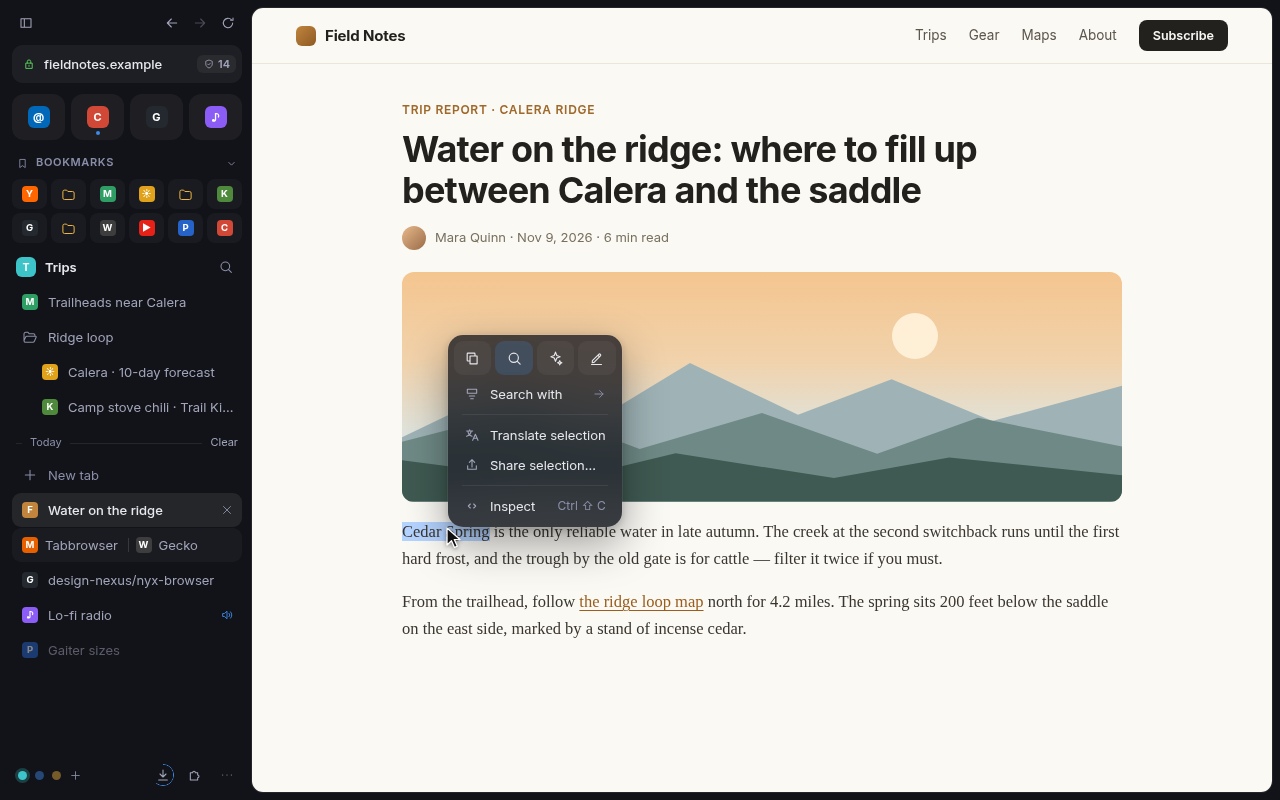 fieldnotes.example
14
@
C
G
BOOKMARKS
Y
M
K
G
W
P
C
T Trips
M Trailheads near Calera
Ridge loop
Calera · 10-day forecast
K Camp stove chili · Trail Ki...
Today
Clear
New tab
F Water on the ridge
M Tabbrowser
W Gecko
G design-nexus/nyx-browser
Lo-fi radio
P Gaiter sizes
Field Notes
Trips
Gear
Maps
About
Subscribe
TRIP REPORT · CALERA RIDGE
Water on the ridge: where to fill up
between Calera and the saddle
Mara Quinn · Nov 9, 2026 · 6 min read
Search with
Translate selection
Share selection...
Inspect
Ctrl ⇧ C
Cedar Spring is the only reliable water in late autumn. The creek at the second switchback runs until the first
hard frost, and the trough by the old gate is for cattle — filter it twice if you must.
From the trailhead, follow the ridge loop map north for 4.2 miles. The spring sits 200 feet below the saddle
on the east side, marked by a stand of incense cedar.